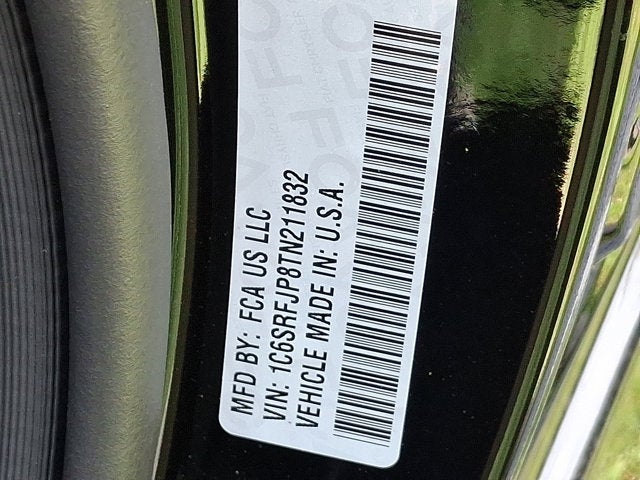 MFD BY: FCA US LLC
VIN: 1C6SRFJP8TN211832
VEHICLE MADE IN: U.S.A.